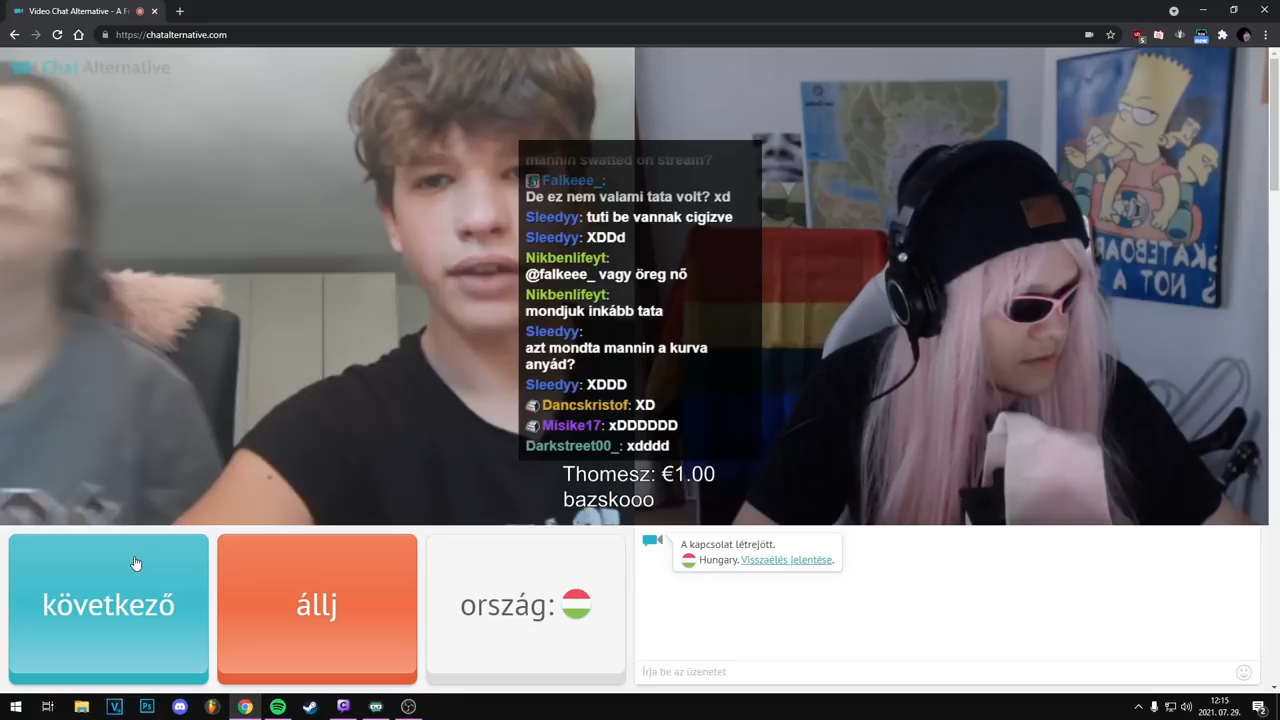 Video Chat Alternative - A F
https://chatalternative.com
Chat Alternative
mannin swatted on stream?
Falkeee_:
De ez nem valami tata volt? xd
Sleedyy: tuti be vannak cigizve
Sleedyy: XDDd
Nikbenlifeyt:
@falkeee_ vagy öreg nő
Nikbenlifeyt:
mondjuk inkább tata
Sleedyy:
azt mondta mannin a kurva
anyád?
Sleedyy: XDDD
Dancskristof: XD
Misike17: xDDDDDD
Darkstreet00_: xdddd
Thomesz: €1.00
bazskooo
SKATEBOAR
S NOT A
következő
állj
ország:
A kapcsolat létrejött.
Hungary. Visszaélés jelentése.
Írja be az üzenetet
12:15
2021. 07. 29.